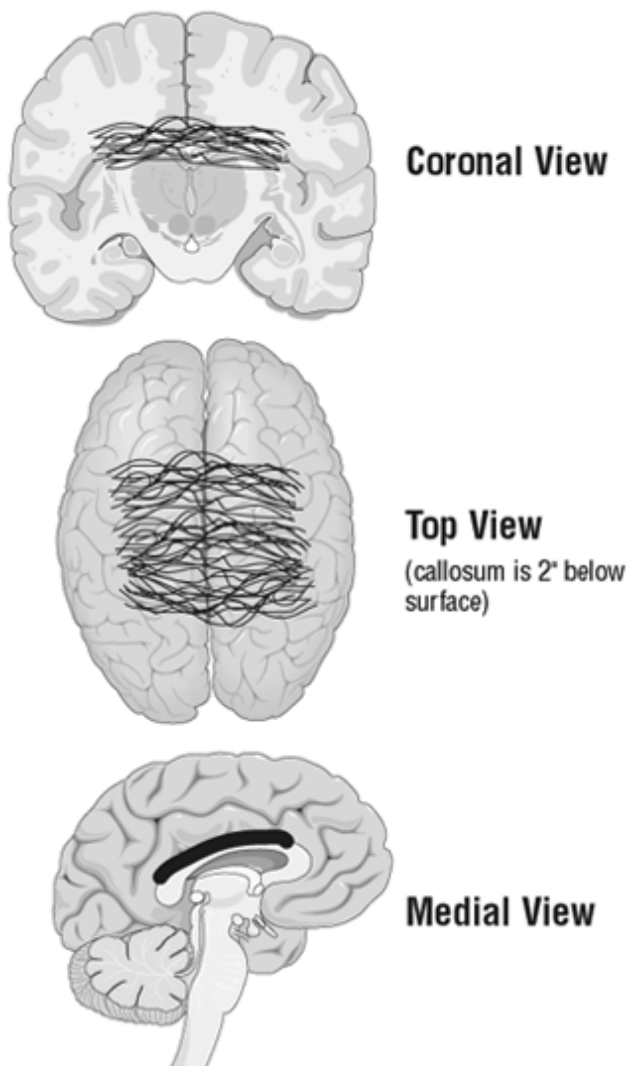 Coronal View
Top View
(callosum is 2" below
surface)
Medial View